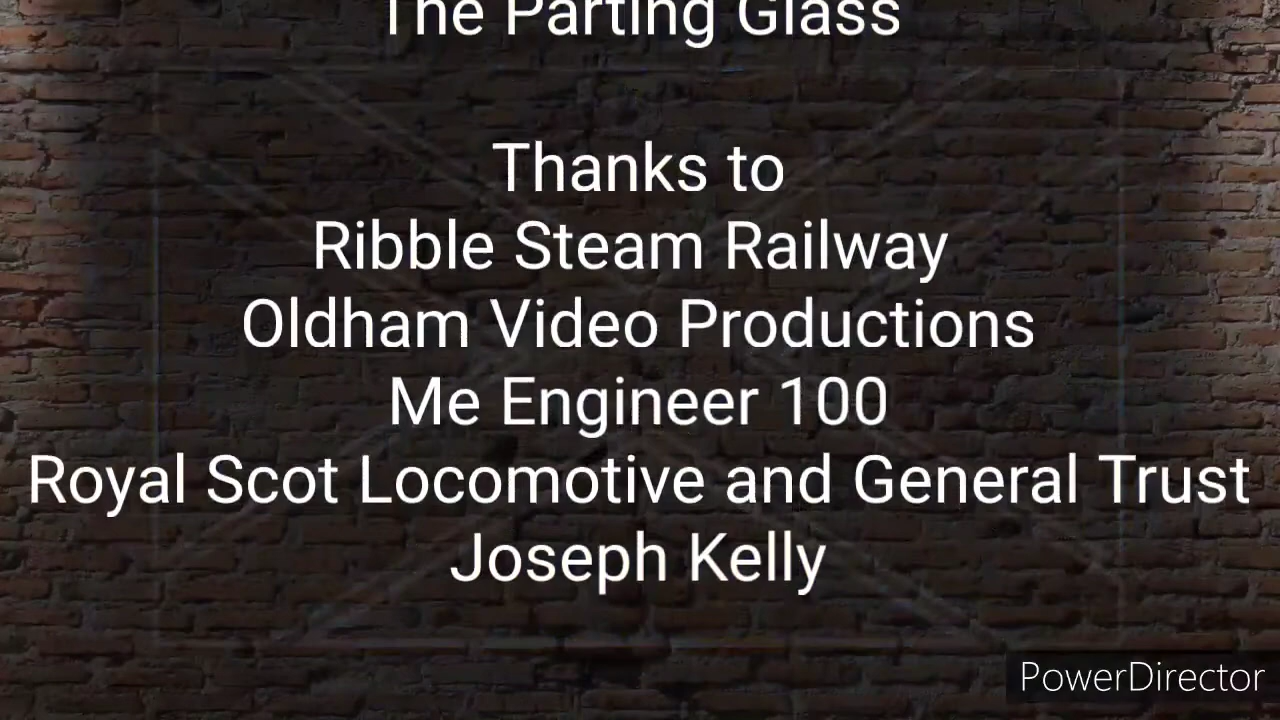 The Parting Glass
Thanks to
Ribble Steam Railway
Oldham Video Productions
Me Engineer 100
Royal Scot Locomotive and General Trust
Joseph Kelly
PowerDirector